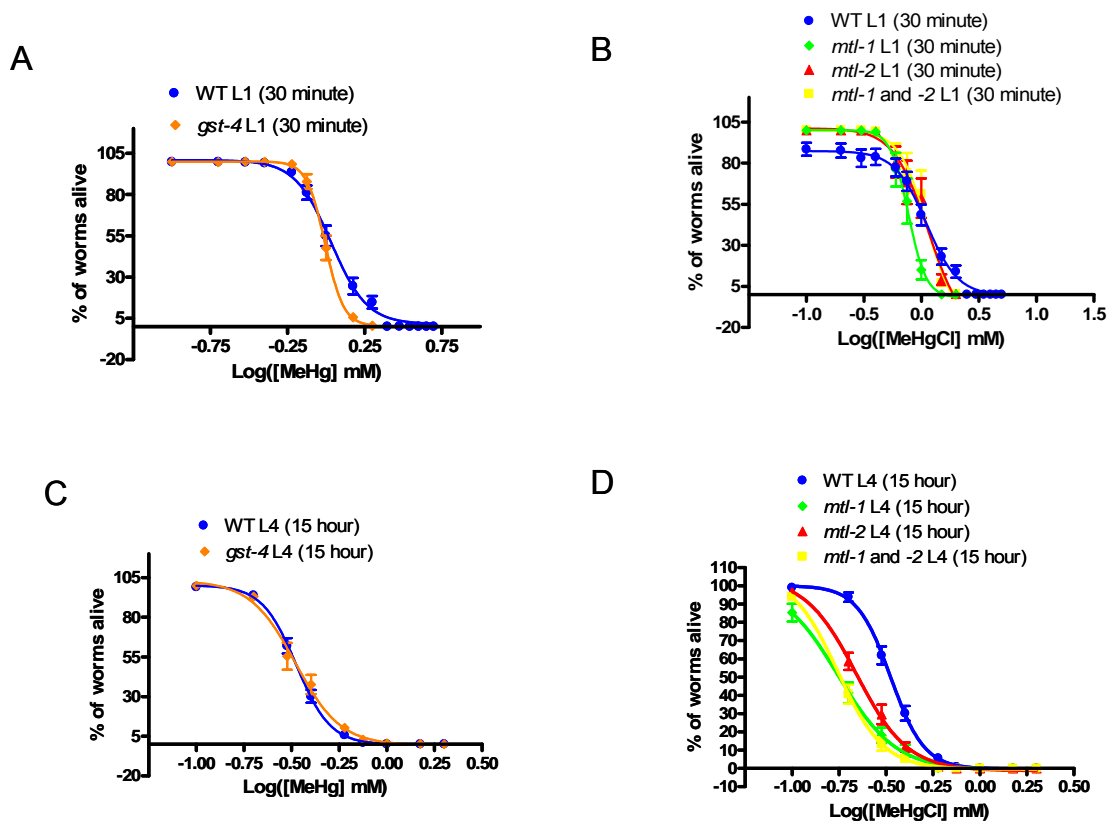 A
WT L1 (30 minute)
gst-4 L1 (30 minute)
% of worms alive
105
80
55
30
5
-20
-0.75
-0.25
0.25
0.75
Log([MeHg] mM)
B
WT L1 (30 minute)
mtl-1 L1 (30 minute)
mtl-2 L1 (30 minute)
mtl-1 and -2 L1 (30 minute)
% of worms alive
105
80
55
30
5
-20
-1.0
-0.5
0.0
0.5
1.0
1.5
Log([MeHgCl] mM)
C
WT L4 (15 hour)
gst-4 L4 (15 hour)
% of worms alive
105
80
55
30
5
-20
-1.00
-0.75
-0.50
-0.25
0.00
0.25
0.50
Log([MeHg] mM)
D
WT L4 (15 hour)
mtl-1 L4 (15 hour)
mtl-2 L4 (15 hour)
mtl-1 and -2 L4 (15 hour)
% of worms alive
110
100
90
80
70
60
50
40
30
20
10
0
-10
-1.00
-0.75
-0.50
-0.25
0.00
0.25
0.50
Log([MeHgCl] mM)